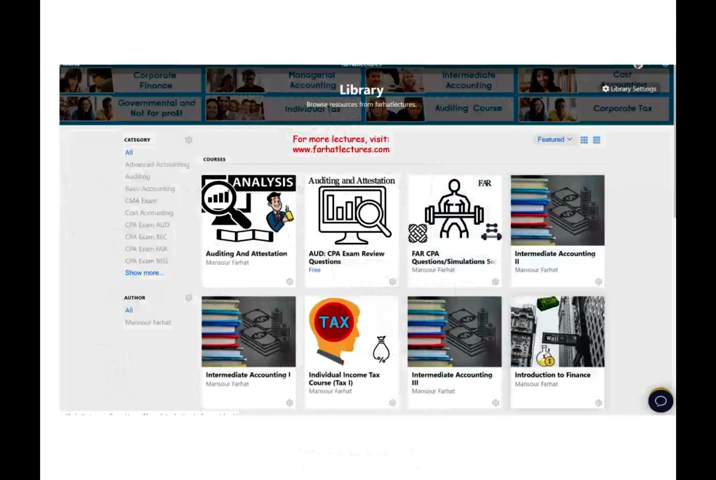 farhatlectures
Corporate Finance
Managerial Accounting
Intermediate Accounting
Cost Accounting
Library
Library Settings
Browse resources from farhatlectures.
Governmental and Not for profit
Individual Tax
Auditing Course
Corporate Tax
For more lectures, visit:
www.farhatlectures.com
Featured
CATEGORY
All
Advanced Accounting
Auditing
Basic Accounting
CMA Exam
Cost Accounting
CPA Exam AUD
CPA Exam BEC
CPA Exam FAR
CPA Exam REG
Show more...
AUTHOR
All
Mansour Farhat
COURSES
ANALYSIS
Auditing And Attestation
Mansour Farhat
Auditing and Attestation
AUD: CPA Exam Review
Questions
Free
FAR
FAR CPA
Questions/Simulations So
Mansour Farhat
Intermediate Accounting
II
Mansour Farhat
Intermediate Accounting I
Mansour Farhat
TAX
Individual Income Tax
Course (Tax I)
Mansour Farhat
Intermediate Accounting
III
Mansour Farhat
Wall
Introduction to Finance
Mansour Farhat